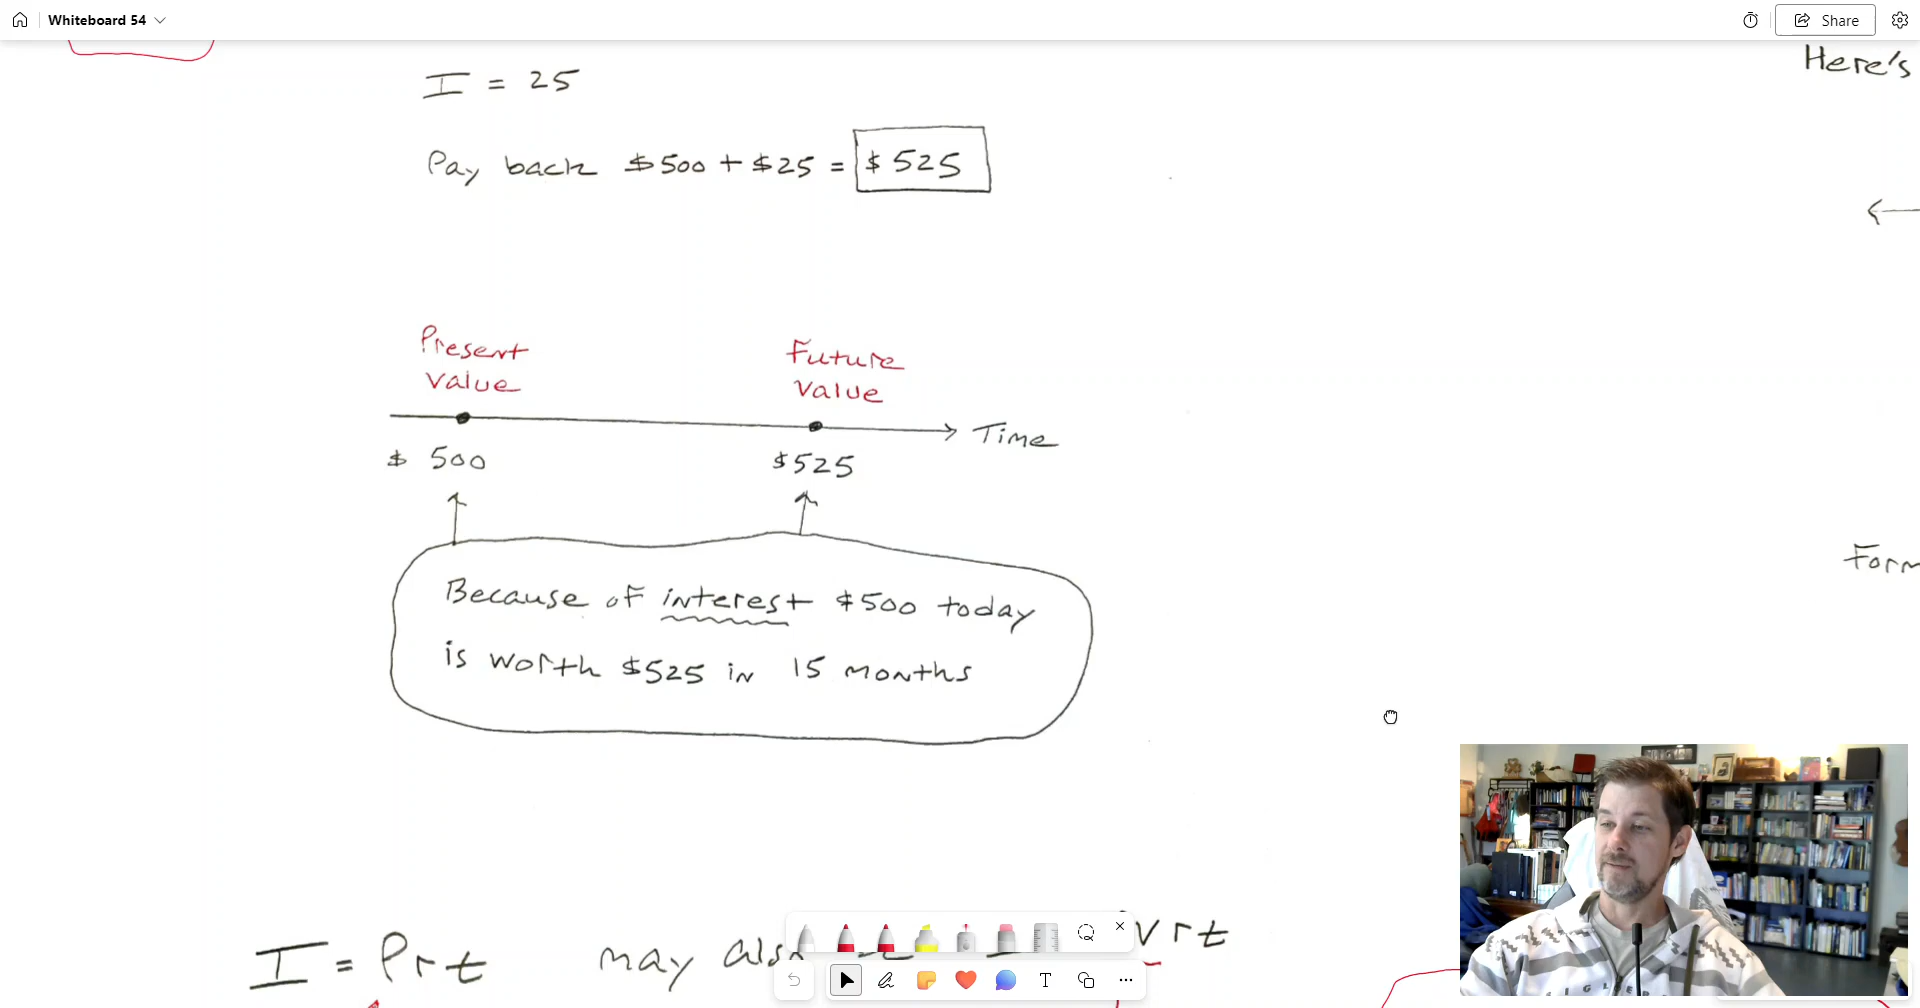 Whiteboard 54
Share
Here's
I = 25
Pay back $500 + $25 = $525
Present
value
Future
value
Time
$ 500
$525
Form
Because of interest $500 today
is worth $525 in 15 months
I = Prt may also
Vrt
T